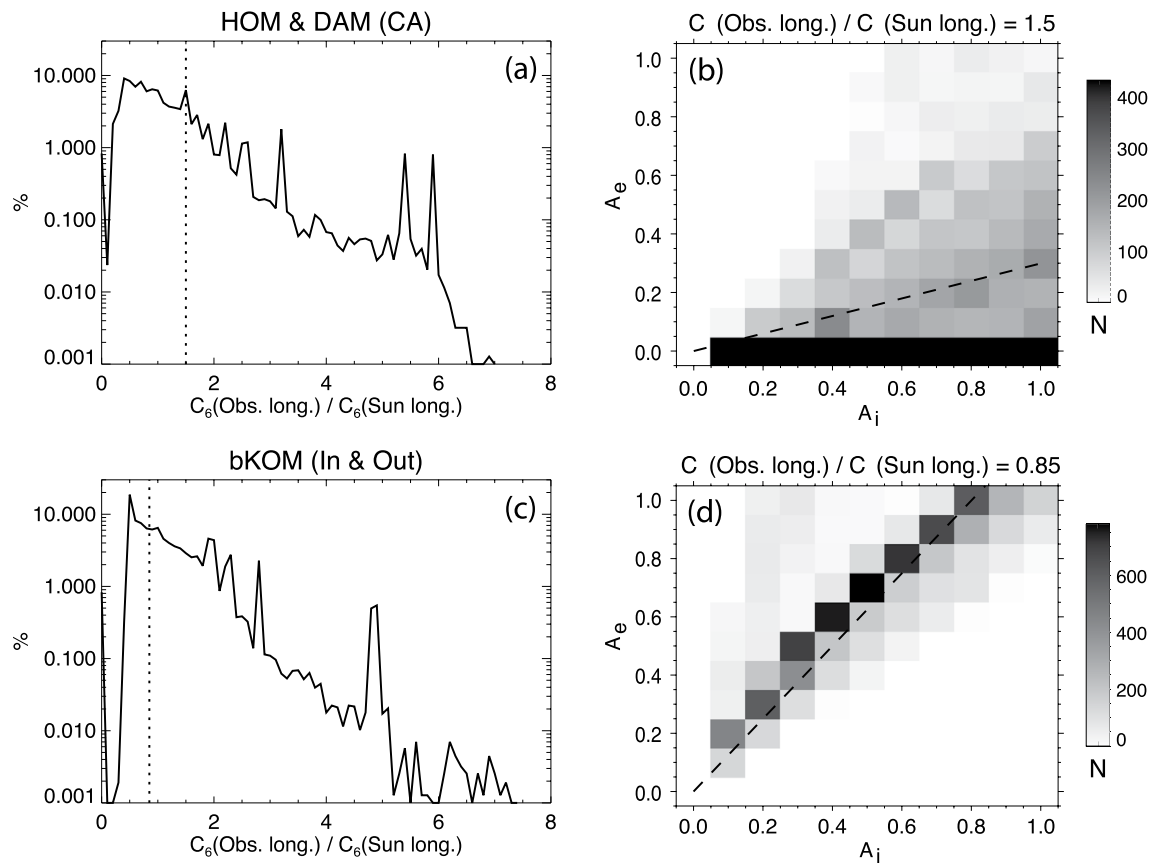 HOM & DAM (CA)
(a)
10.000
1.000
0.100
0.010
0.001
%
0 2 4 6 8
C₆(Obs. long.) / C₆(Sun long.)
C (Obs. long.) / C (Sun long.) = 1.5
(b)
1.0
0.8
0.6
0.4
0.2
0.0
Aₑ
0.0 0.2 0.4 0.6 0.8 1.0
Aᵢ
400
300
200
100
0
N
bKOM (In & Out)
(c)
10.000
1.000
0.100
0.010
0.001
%
0 2 4 6 8
C₆(Obs. long.) / C₆(Sun long.)
C (Obs. long.) / C (Sun long.) = 0.85
(d)
1.0
0.8
0.6
0.4
0.2
0.0
Aₑ
0.0 0.2 0.4 0.6 0.8 1.0
Aᵢ
600
400
200
0
N